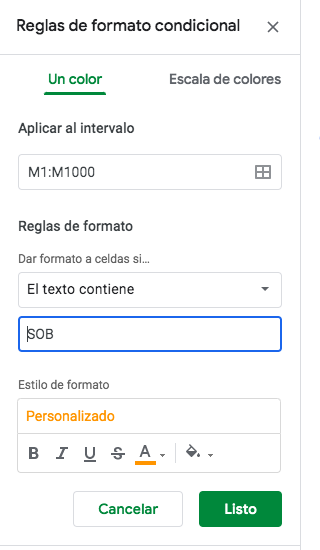 Reglas de formato condicional
Un color
Escala de colores
Aplicar al intervalo
M1:M1000
Reglas de formato
Dar formato a celdas si…
El texto contiene
SOB
Estilo de formato
Personalizado
B I U S A
Cancelar
Listo